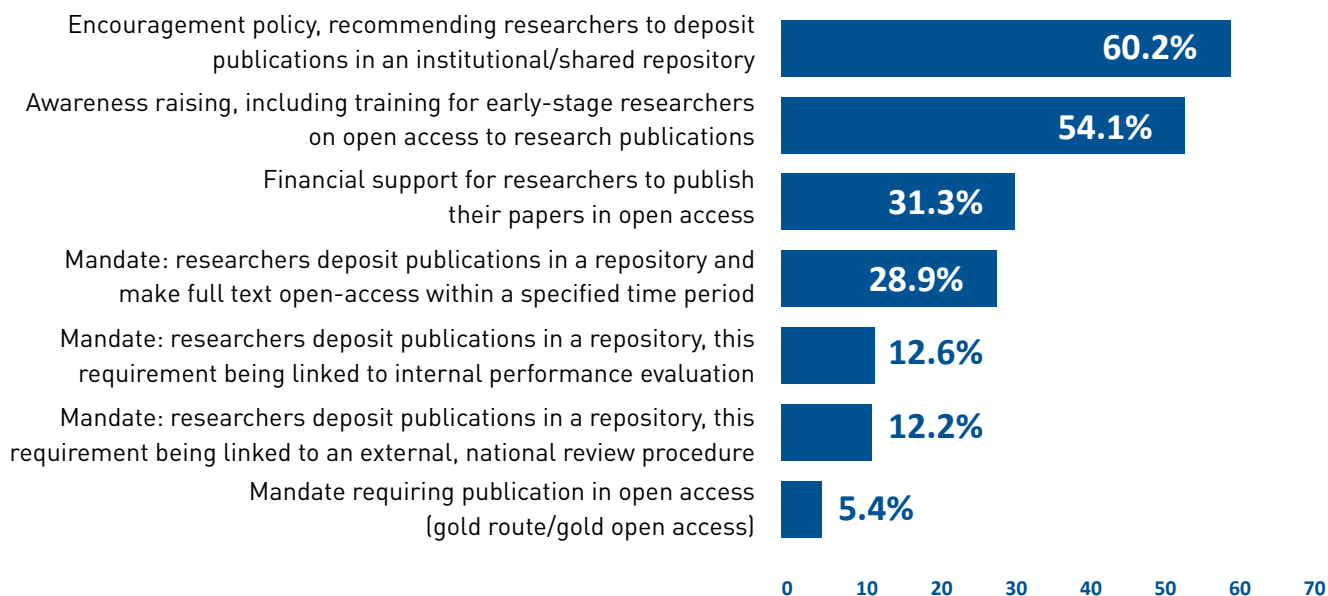 Encouragement policy, recommending researchers to deposit
publications in an institutional/shared repository
60.2%
Awareness raising, including training for early-stage researchers
on open access to research publications
54.1%
Financial support for researchers to publish
their papers in open access
31.3%
Mandate: researchers deposit publications in a repository and
make full text open-access within a specified time period
28.9%
Mandate: researchers deposit publications in a repository, this
requirement being linked to internal performance evaluation
12.6%
Mandate: researchers deposit publications in a repository, this
requirement being linked to an external, national review procedure
12.2%
Mandate requiring publication in open access
(gold route/gold open access)
5.4%
0 10 20 30 40 50 60 70